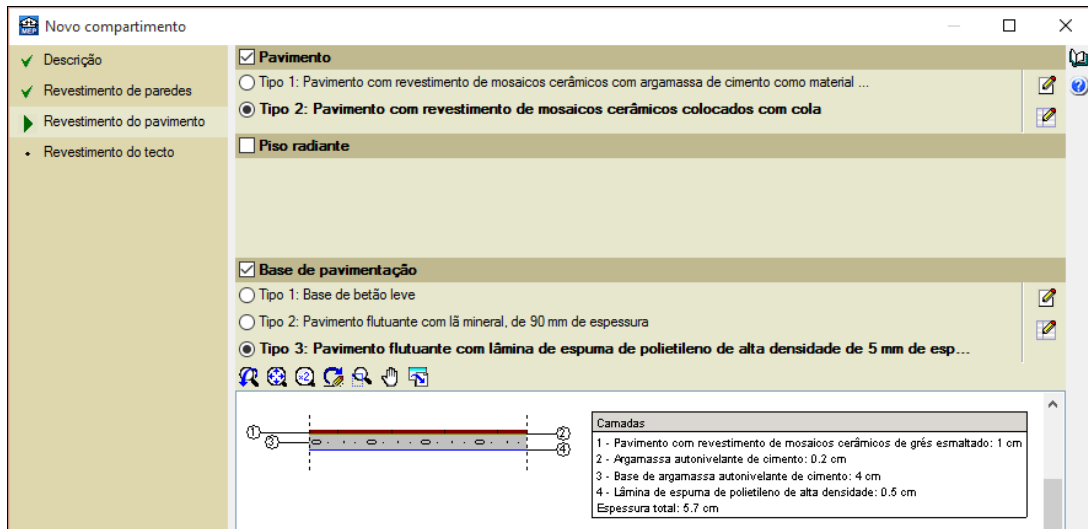 MEP Novo compartimento
Descrição
Revestimento de paredes
Revestimento do pavimento
Revestimento do tecto
Pavimento
Tipo 1: Pavimento com revestimento de mosaicos cerâmicos com argamassa de cimento como material ...
Tipo 2: Pavimento com revestimento de mosaicos cerâmicos colocados com cola
Piso radiante
Base de pavimentação
Tipo 1: Base de betão leve
Tipo 2: Pavimento flutuante com lã mineral, de 90 mm de espessura
Tipo 3: Pavimento flutuante com lâmina de espuma de polietileno de alta densidade de 5 mm de esp...
x2
1
3
2
4
Camadas
1 - Pavimento com revestimento de mosaicos cerâmicos de grés esmaltado: 1 cm
2 - Argamassa autonivelante de cimento: 0.2 cm
3 - Base de argamassa autonivelante de cimento: 4 cm
4 - Lâmina de espuma de polietileno de alta densidade: 0.5 cm
Espessura total: 5.7 cm